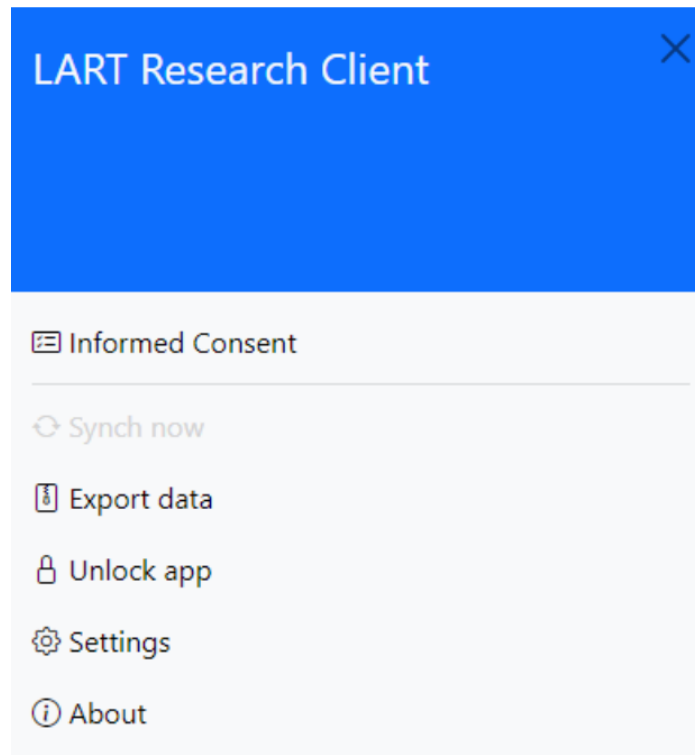 LART Research Client
Informed Consent
Synch now
Export data
Unlock app
Settings
About